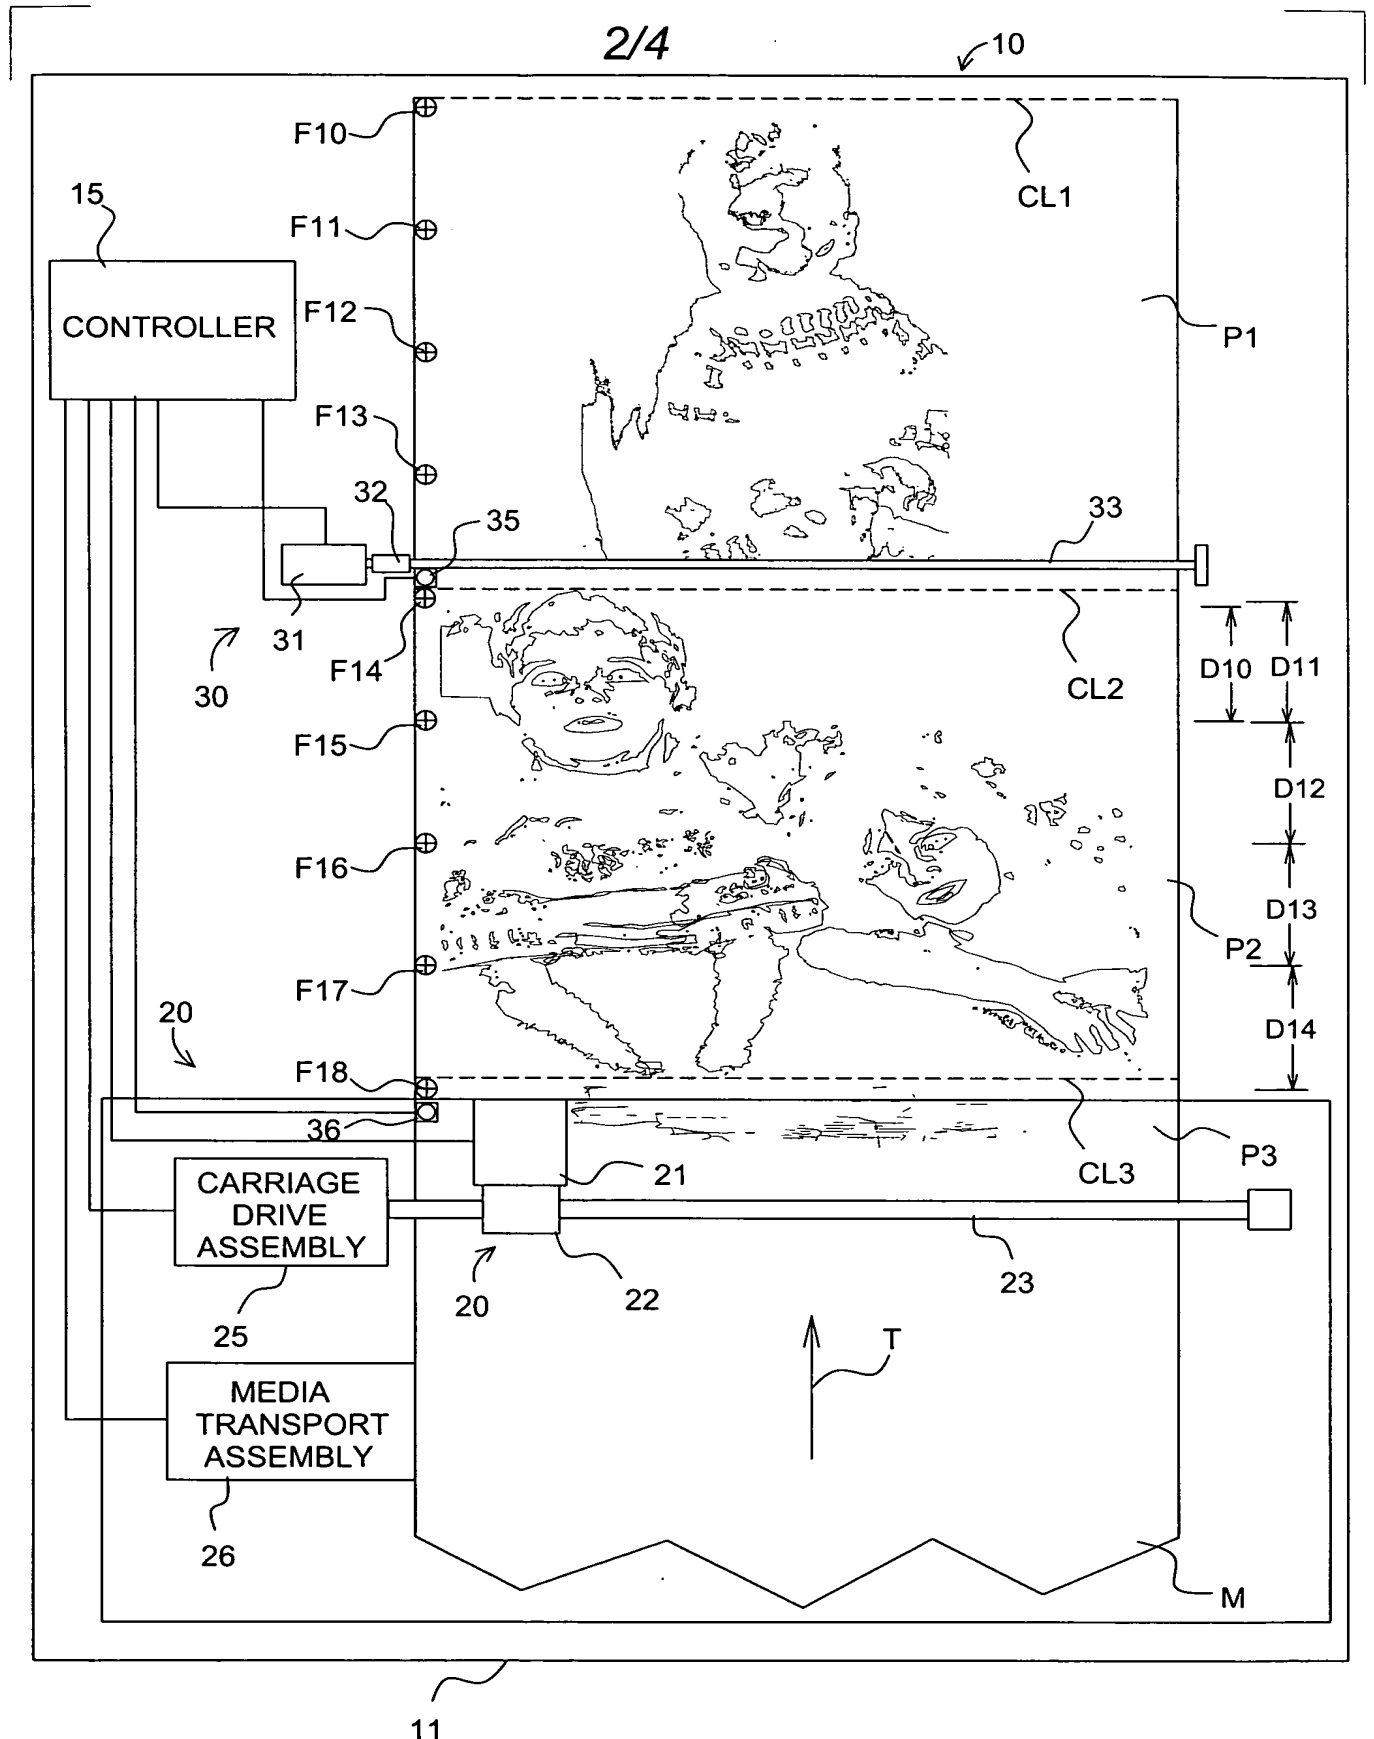 2/4
10
F10
CL1
15
F11
CONTROLLER
F12
P1
F13
32
35
33
31
F14
30
CL2
D10
D11
F15
D12
F16
D13
P2
F17
20
D14
F18
36
21
CL3
P3
CARRIAGE
DRIVE
ASSEMBLY
20
22
23
25
T
MEDIA
TRANSPORT
ASSEMBLY
26
M
11